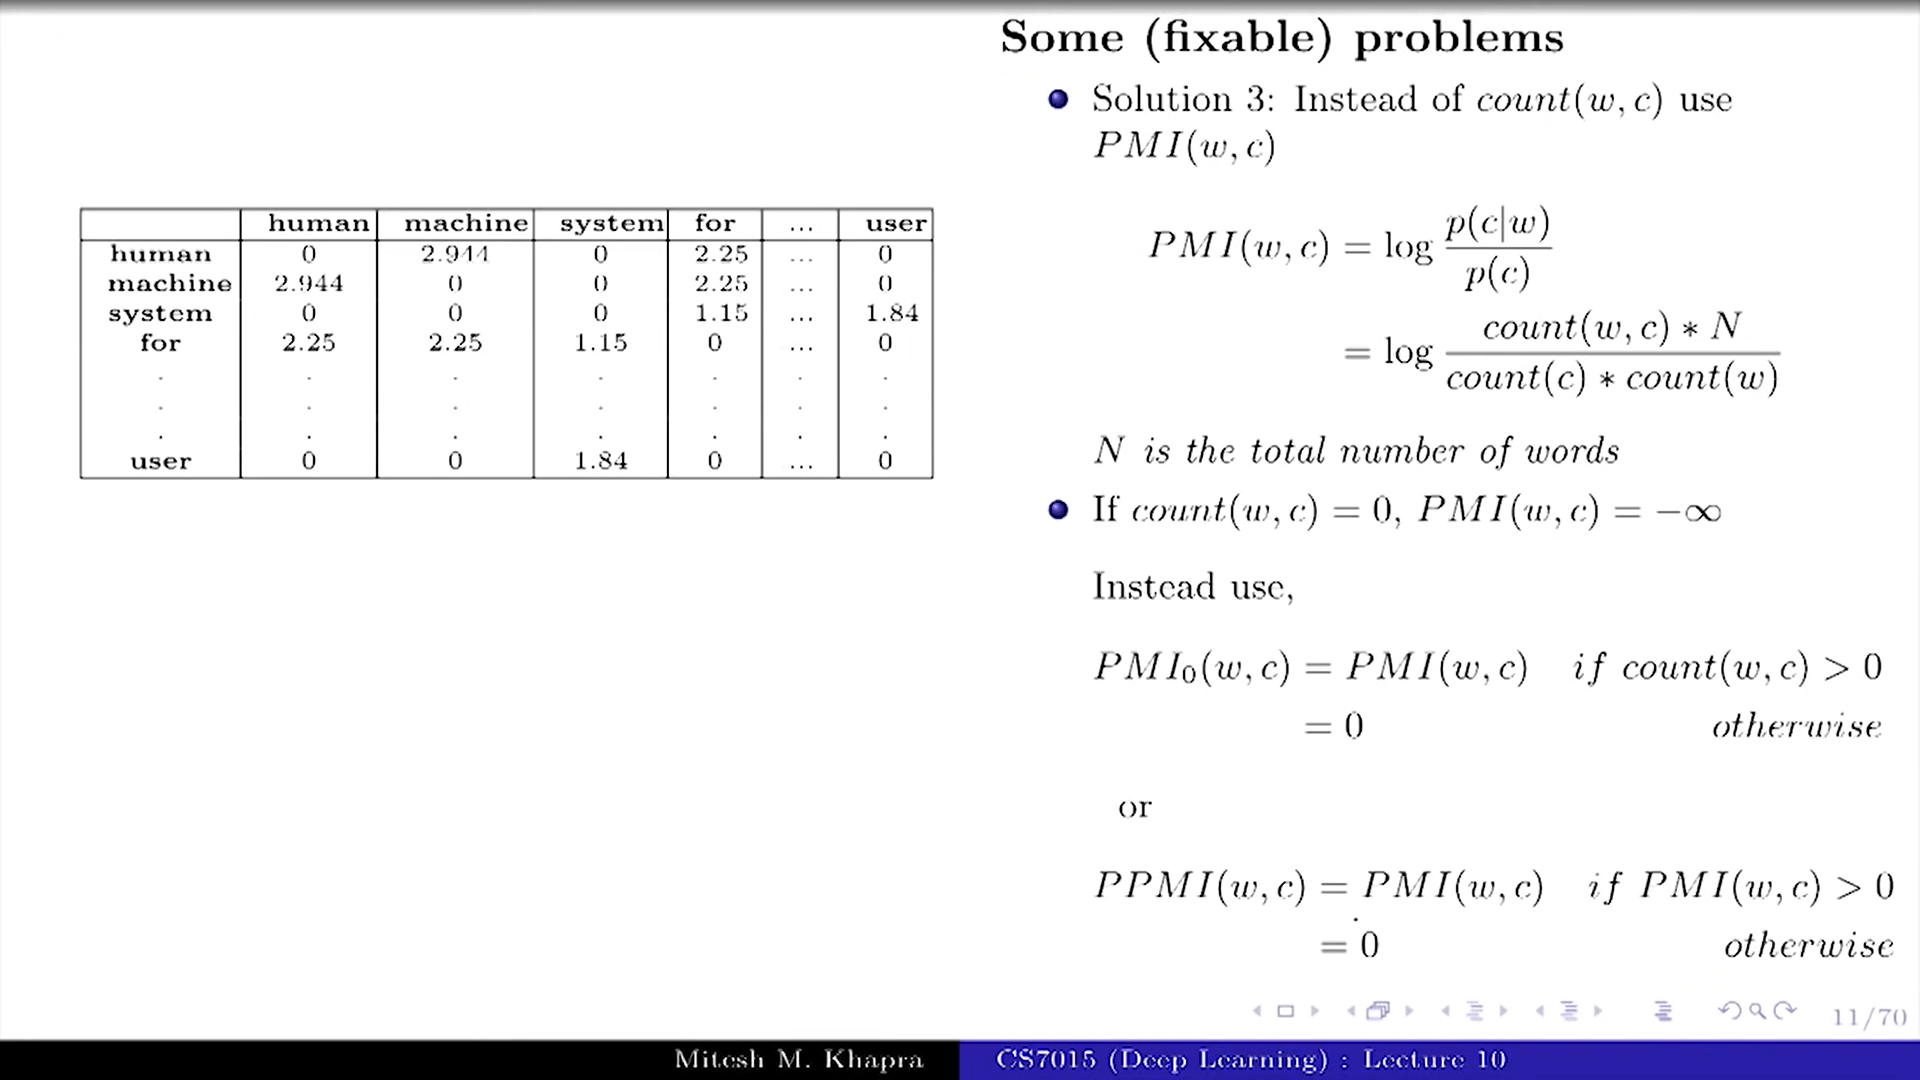 Some (fixable) problems
Solution 3: Instead of count(w, c) use
PMI(w, c)
PMI(w, c) = log p(c|w) / p(c)
= log count(w, c) * N / count(c) * count(w)
N is the total number of words
If count(w, c) = 0, PMI(w, c) = −∞
Instead use,
PMI₀(w, c) = PMI(w, c) if count(w, c) > 0
= 0 otherwise
or
PPMI(w, c) = PMI(w, c) if PMI(w, c) > 0
= 0 otherwise
human machine system for ... user
human 0 2.944 0 2.25 ... 0
machine 2.944 0 0 2.25 ... 0
system 0 0 0 1.15 ... 1.84
for 2.25 2.25 1.15 0 ... 0
. . . . . . .
. . . . . . .
. . . . . . .
user 0 0 1.84 0 ... 0
11/70
Mitesh M. Khapra CS7015 (Deep Learning) : Lecture 10